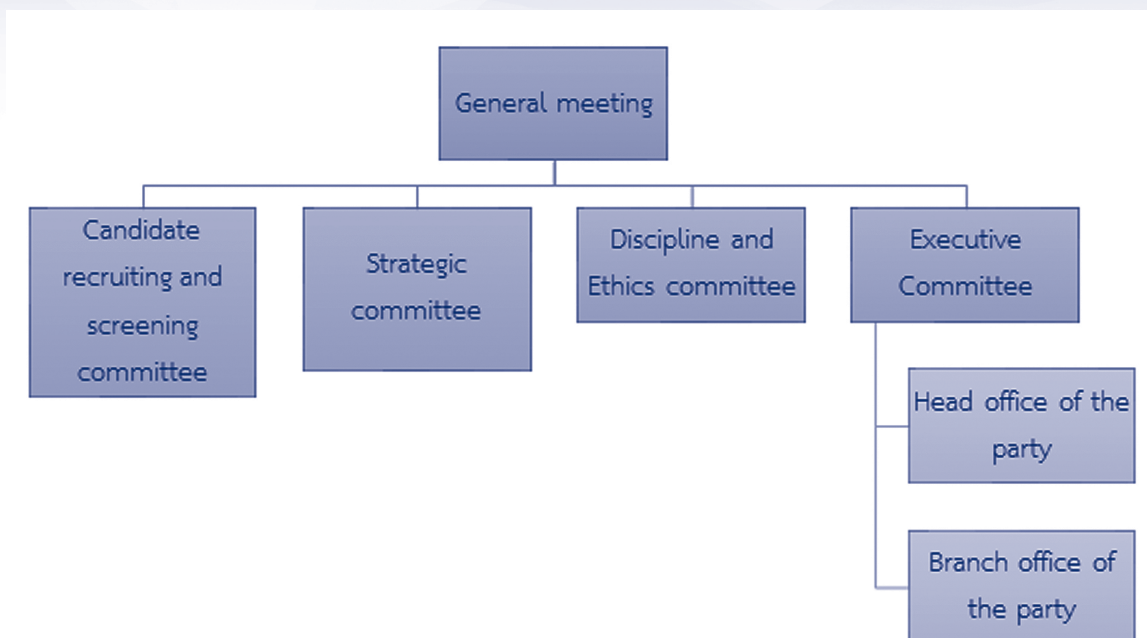 General meeting
Candidate
recruiting and
screening
committee
Strategic
committee
Discipline and
Ethics committee
Executive
Committee
Head office of the
party
Branch office of
the party